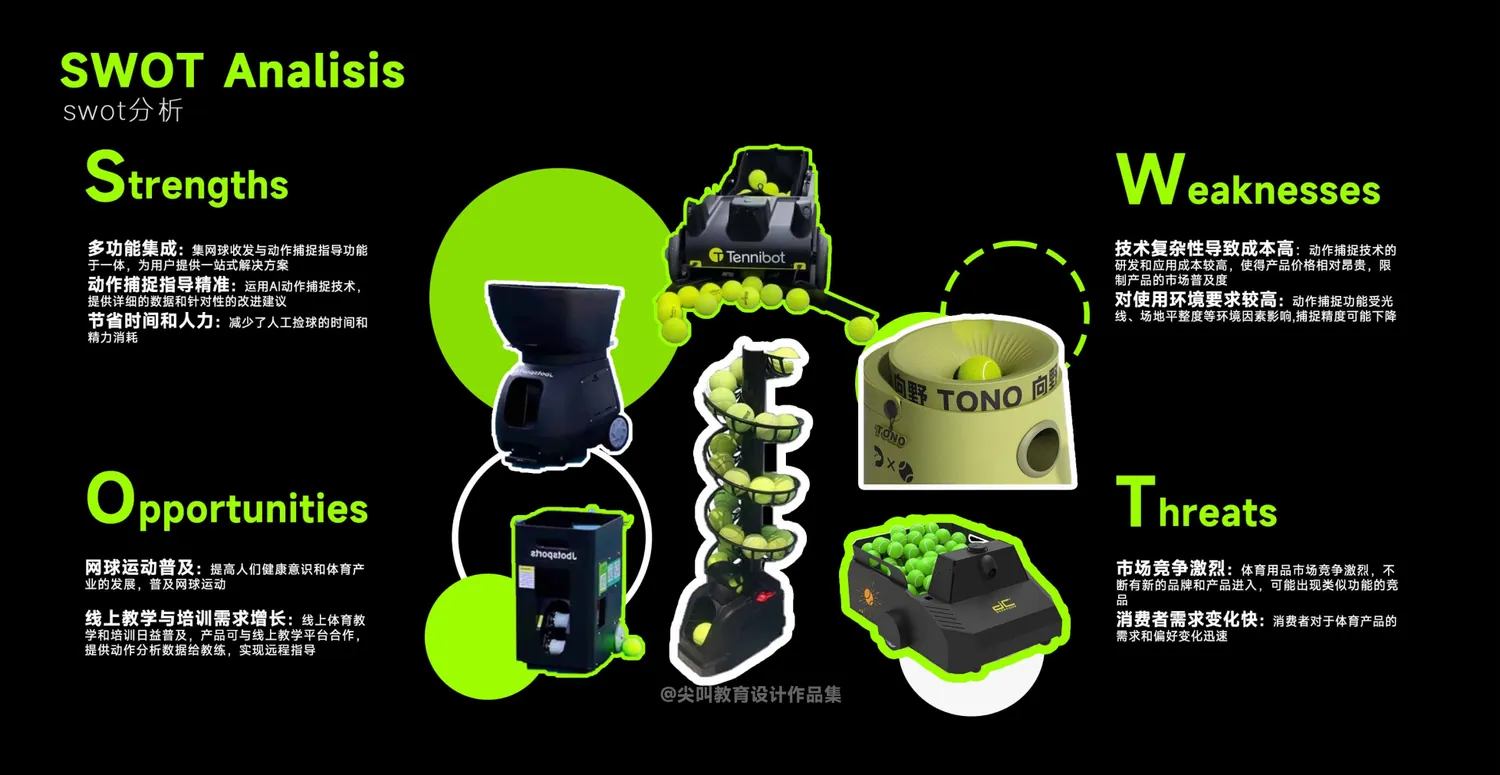 SWOT Analisis
swot分析
Strengths
多功能集成：集网球收发与动作捕捉指导功能
于一体，为用户提供一站式解决方案
动作捕捉指导精准：运用AI动作捕捉技术，
提供详细的数据和针对性的改进建议
节省时间和人力：减少了人工捡球的时间和
精力消耗
Weaknesses
技术复杂性导致成本高：动作捕捉技术的
研发和应用成本较高，使得产品价格相对昂贵，限
制产品的市场普及度
对使用环境要求较高：动作捕捉功能受光
线、场地平整度等环境因素影响,捕捉精度可能下降
Tennibot
向野 TONO 向野
TONO
Opportunities
网球运动普及：提高人们健康意识和体育产
业的发展，普及网球运动
线上教学与培训需求增长：线上体育教
学和培训日益普及，产品可与线上教学平台合作，
提供动作分析数据给教练，实现远程指导
Jbotsports
Threats
市场竞争激烈：体育用品市场竞争激烈，不
断有新的品牌和产品进入，可能出现类似功能的竞
品
消费者需求变化快：消费者对于体育产品的
需求和偏好变化迅速
@尖叫教育设计作品集